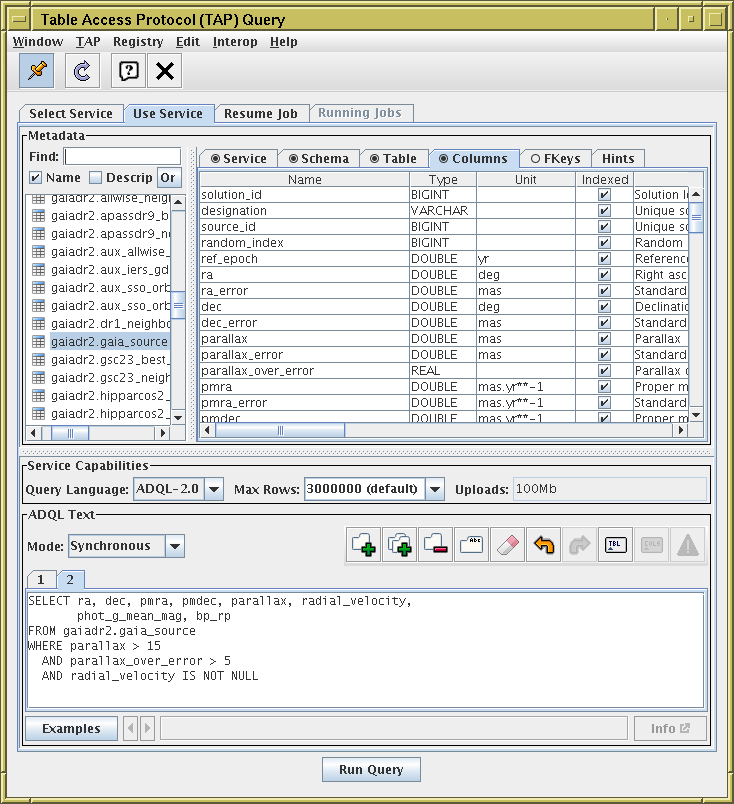 Table Access Protocol (TAP) Query
Window TAP Registry Edit Interop Help
Select Service Use Service Resume Job Running Jobs
Metadata
Find:
Name Descrip Or
gaiadr2.allwise_neigh
gaiadr2.apassdr9_b
gaiadr2.apassdr9_ne
gaiadr2.aux_allwise_
gaiadr2.aux_iers_gd
gaiadr2.aux_sso_orb
gaiadr2.aux_sso_orb
gaiadr2.dr1_neighbo
gaiadr2.gaia_source
gaiadr2.gsc23_best_
gaiadr2.gsc23_neigh
gaiadr2.hipparcos2_
gaiadr2.hipparcos2_
Service Schema Table Columns FKeys Hints
Name Type Unit Indexed
solution_id BIGINT Solution I
designation VARCHAR Unique so
source_id BIGINT Unique so
random_index BIGINT Random
ref_epoch DOUBLE yr Reference
ra DOUBLE deg Right asc
ra_error DOUBLE mas Standard
dec DOUBLE deg Declinatio
dec_error DOUBLE mas Standard
parallax DOUBLE mas Parallax
parallax_error DOUBLE mas Standard
parallax_over_error REAL Parallax
pmra DOUBLE mas.yr**-1 Proper m
pmra_error DOUBLE mas.yr**-1 Standard
pmdec DOUBLE mas.yr**-1 Proper m
Service Capabilities
Query Language: ADQL-2.0 Max Rows: 3000000 (default) Uploads: 100Mb
ADQL Text
Mode: Synchronous
Abc TBL COLS
1 2
SELECT ra, dec, pmra, pmdec, parallax, radial_velocity,
phot_g_mean_mag, bp_rp
FROM gaiadr2.gaia_source
WHERE parallax > 15
AND parallax_over_error > 5
AND radial_velocity IS NOT NULL
Examples Info
Run Query